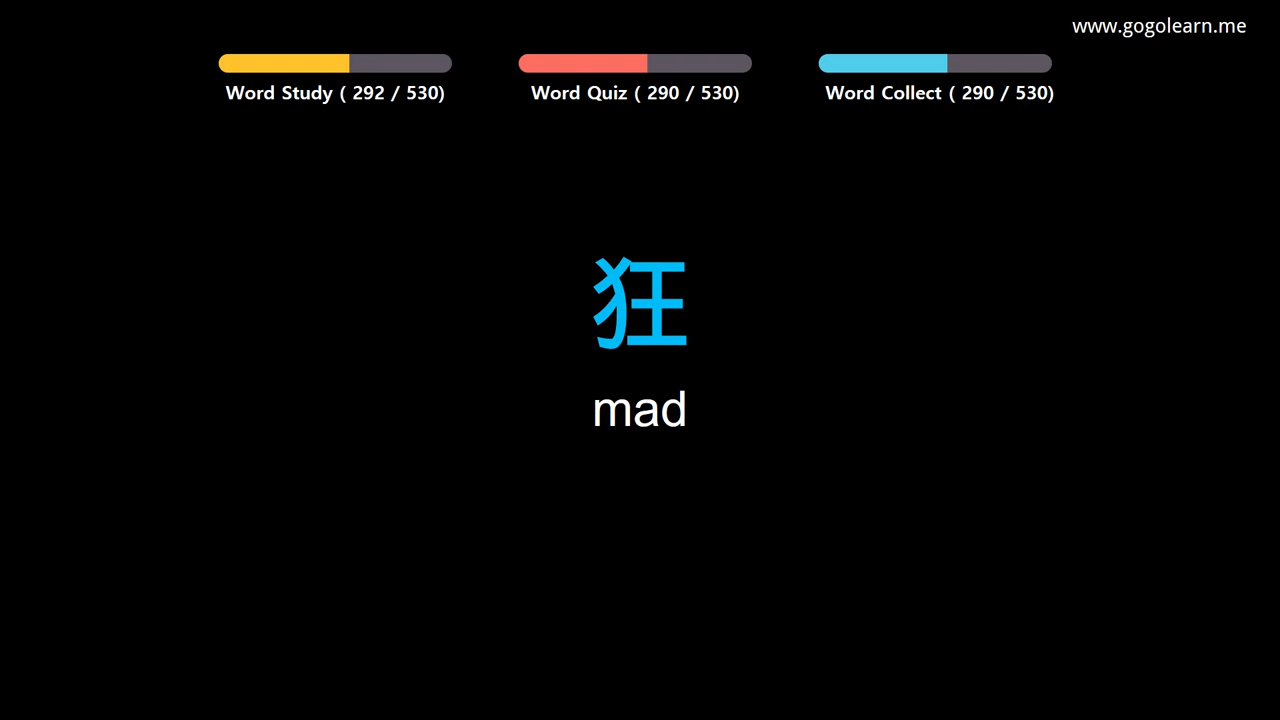 www.gogolearn.me
Word Study ( 292 / 530)
Word Quiz ( 290 / 530)
Word Collect ( 290 / 530)
狂
mad